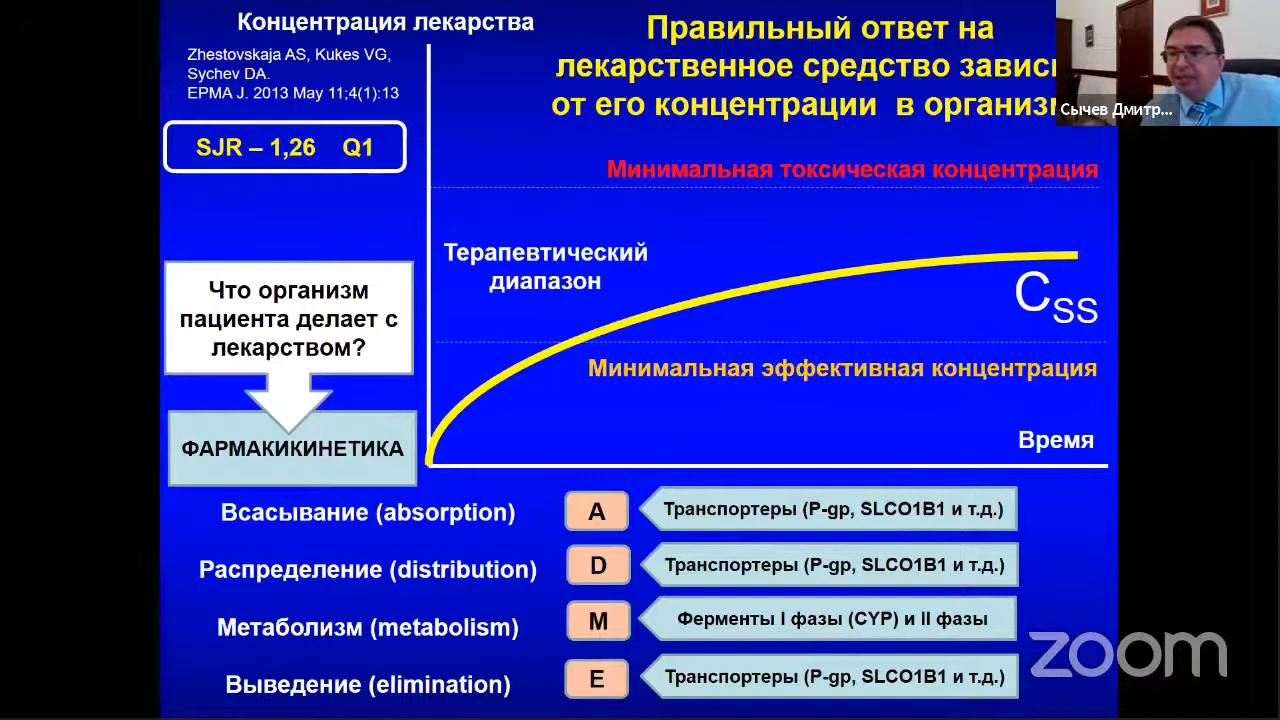 Концентрация лекарства
Zhestovskaja AS, Kukes VG,
Sychev DA.
EPMA J. 2013 May 11;4(1):13
SJR – 1,26 Q1
Правильный ответ на
лекарственное средство зависи
от его концентрации в организм
Сычев Дмитр...
Минимальная токсическая концентрация
Терапевтический
диапазон
Css
Минимальная эффективная концентрация
Время
Что организм
пациента делает с
лекарством?
ФАРМАКИКИНЕТИКА
Всасывание (absorption)
A
Транспортеры (P-gp, SLCO1B1 и т.д.)
Распределение (distribution)
D
Транспортеры (P-gp, SLCO1B1 и т.д.)
Метаболизм (metabolism)
M
Ферменты I фазы (CYP) и II фазы
Выведение (elimination)
E
Транспортеры (P-gp, SLCO1B1 и т.д.)
zoom